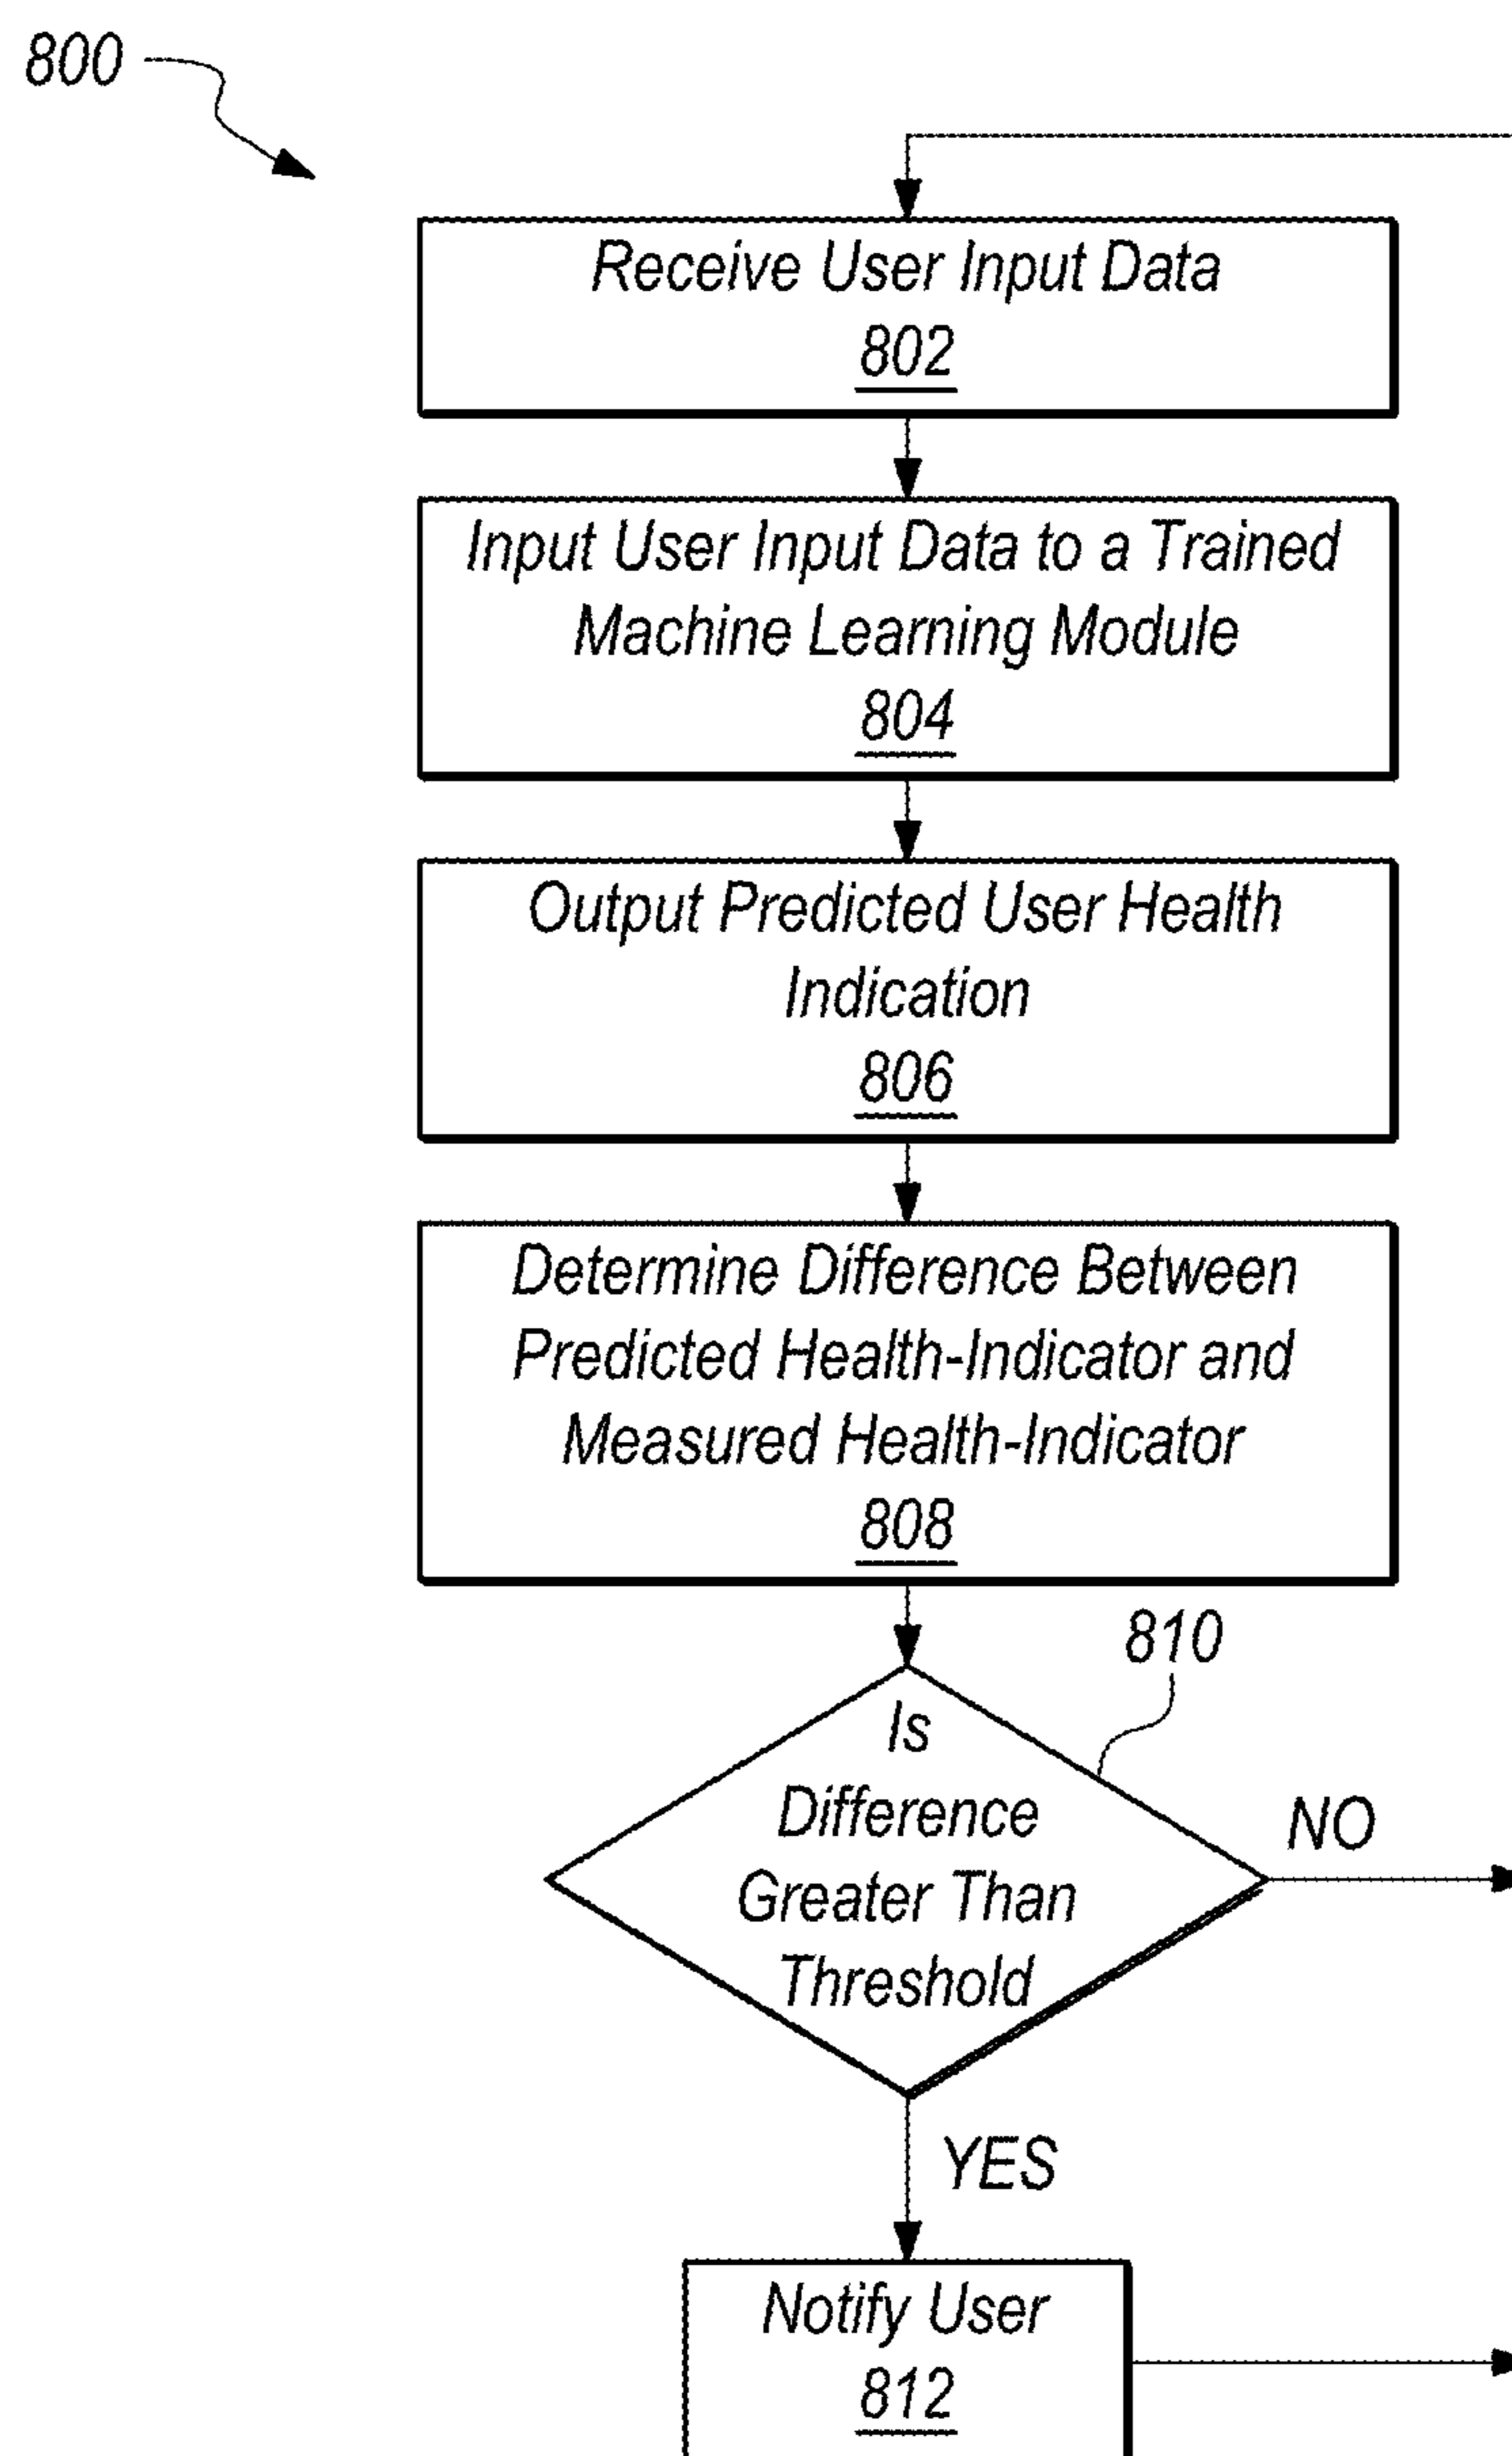 800
Receive User Input Data
802
Input User Input Data to a Trained
Machine Learning Module
804
Output Predicted User Health
Indication
806
Determine Difference Between
Predicted Health-Indicator and
Measured Health-Indicator
808
810
Is
Difference
Greater Than
Threshold
NO
YES
Notify User
812